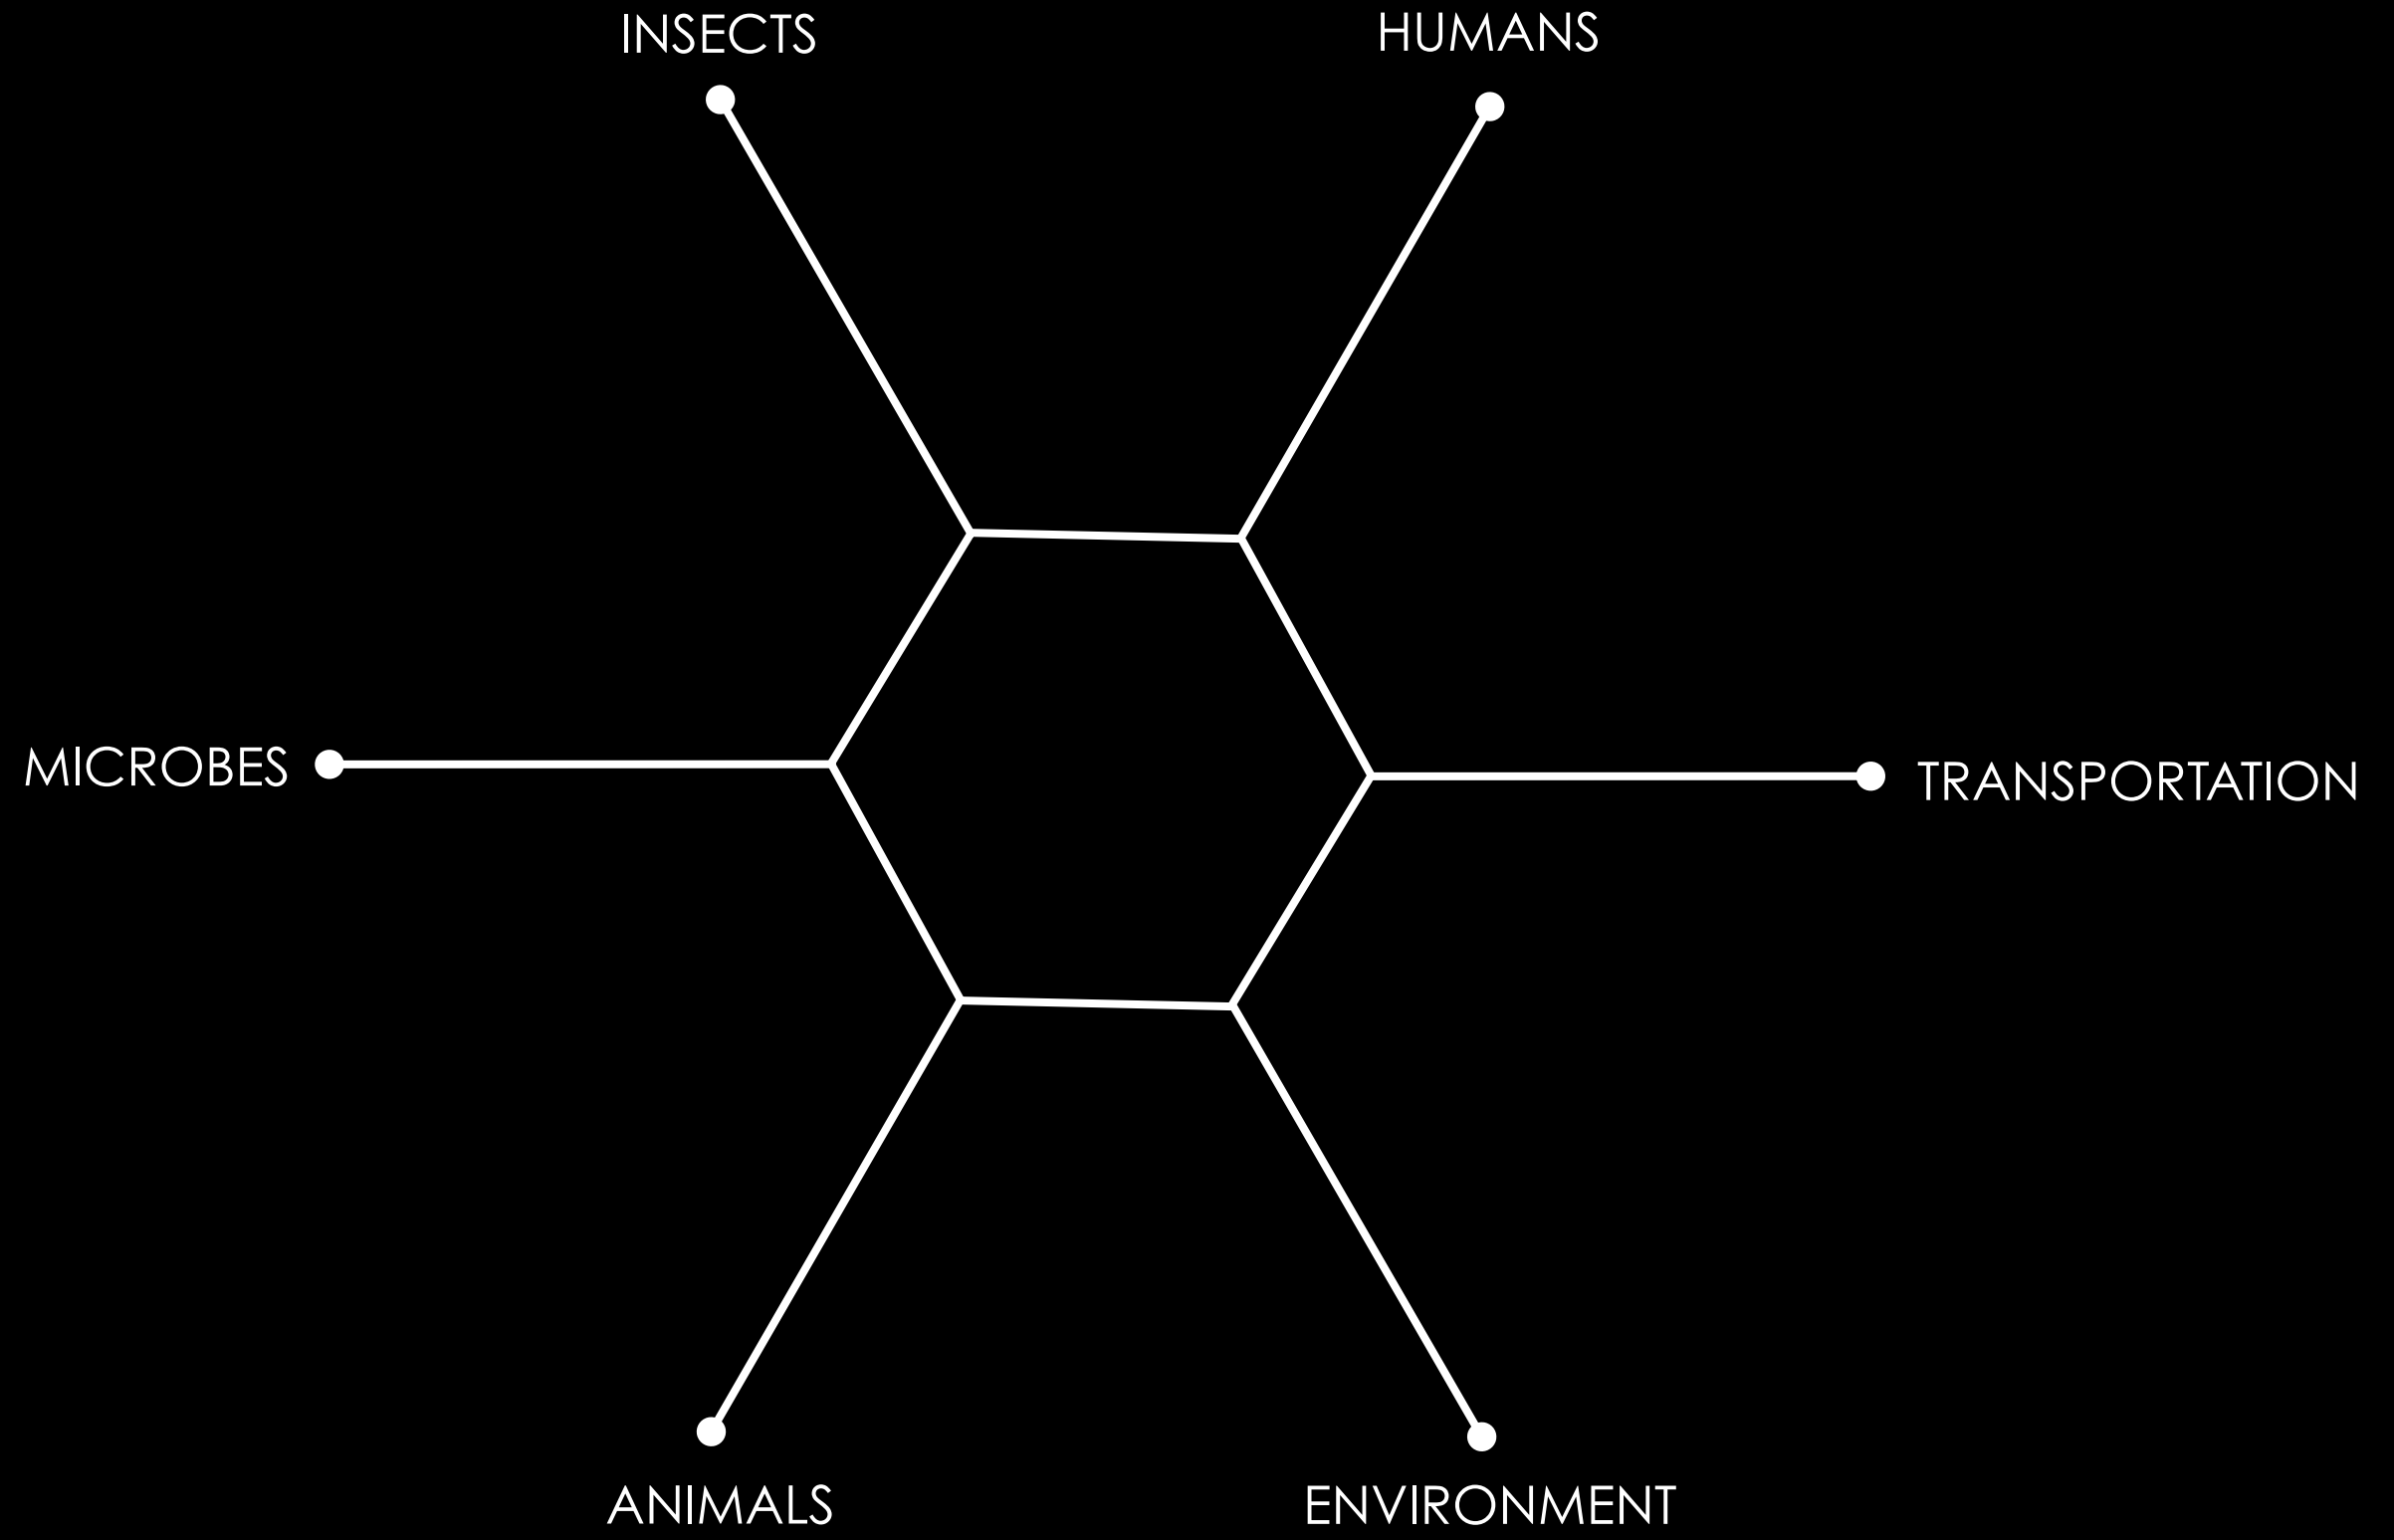 INSECTS
HUMANS
MICROBES
TRANSPORTATION
ANIMALS
ENVIRONMENT